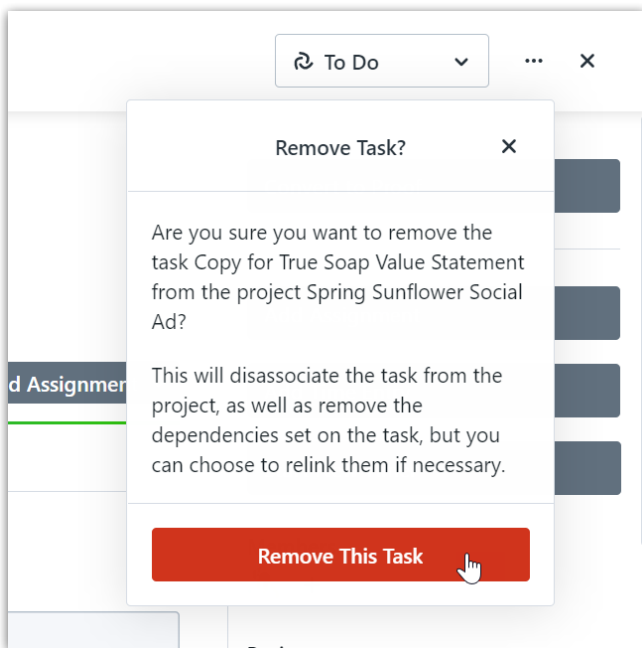 To Do
Remove Task?
Are you sure you want to remove the
task Copy for True Soap Value Statement
from the project Spring Sunflower Social
Ad?
This will disassociate the task from the
d Assignmen
project, as well as remove the
dependencies set on the task, but you
can choose to relink them if necessary.
Remove This Task